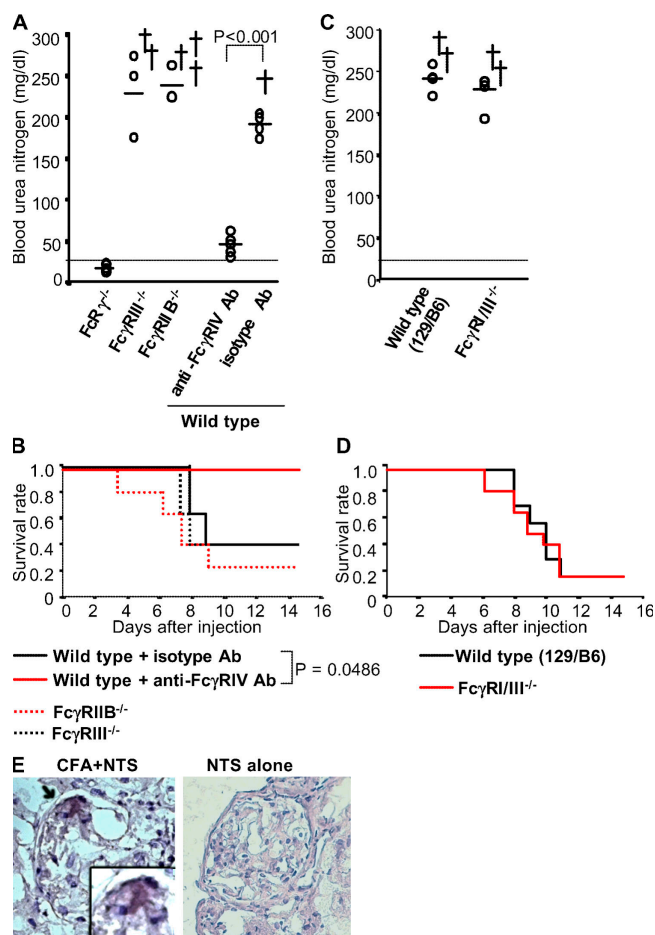 A
Blood urea nitrogen (mg/dl)
300
250
200
150
100
50
0
P<0.001
FcRγ-/-
FcγRIII-/-
FcγRIIB-/-
anti-FcγRIV Ab
isotype Ab
Wild type
C
Blood urea nitrogen (mg/dl)
300
250
200
150
100
50
0
Wild type
(129/B6)
FcγRI/III-/-
B
Survival rate
1.0
0.8
0.6
0.4
0.2
0
0 2 4 6 8 10 12 14 16
Days after injection
Wild type + isotype Ab
Wild type + anti-FcγRIV Ab
P = 0.0486
FcγRIIB-/-
FcγRIII-/-
D
Survival rate
1.0
0.8
0.6
0.4
0.2
0
0 2 4 6 8 10 12 14 16
Days after injection
Wild type (129/B6)
FcγRI/III-/-
E
CFA+NTS
NTS alone